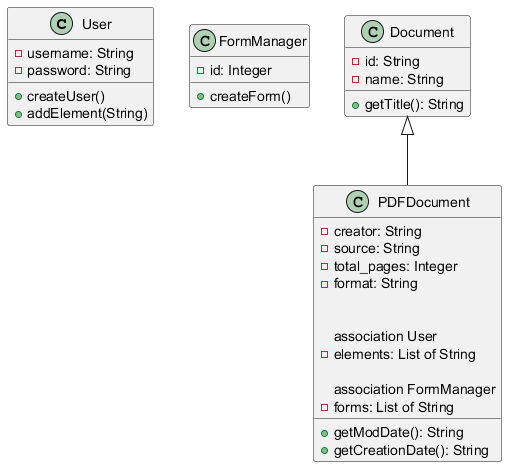 C User
username: String
password: String
createUser()
addElement(String)
C FormManager
id: Integer
createForm()
C Document
id: String
name: String
getTitle(): String
C PDFDocument
creator: String
source: String
total_pages: Integer
format: String
association User
elements: List of String
association FormManager
forms: List of String
getModDate(): String
getCreationDate(): String